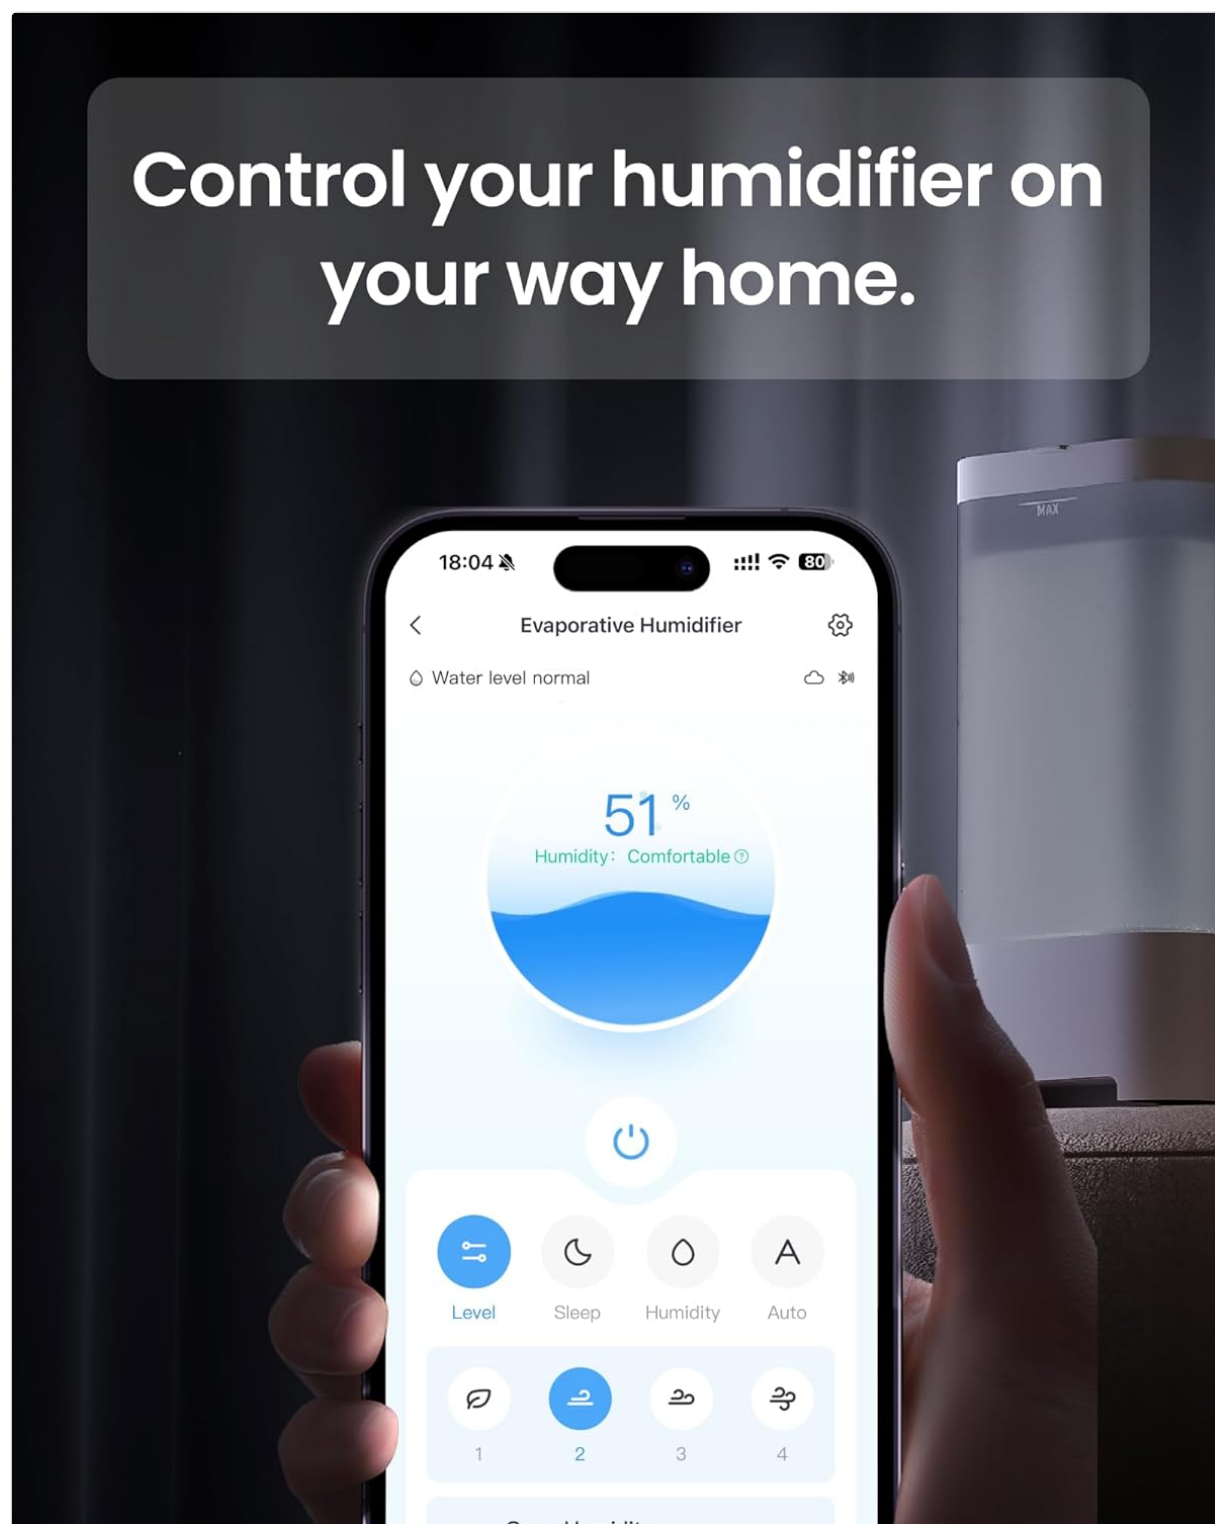 Control your humidifier on
your way home.
MAX
18:04 80
Evaporative Humidifier
Water level normal
51 %
Humidity: Comfortable ?
Level Sleep Humidity Auto
1 2 3 4